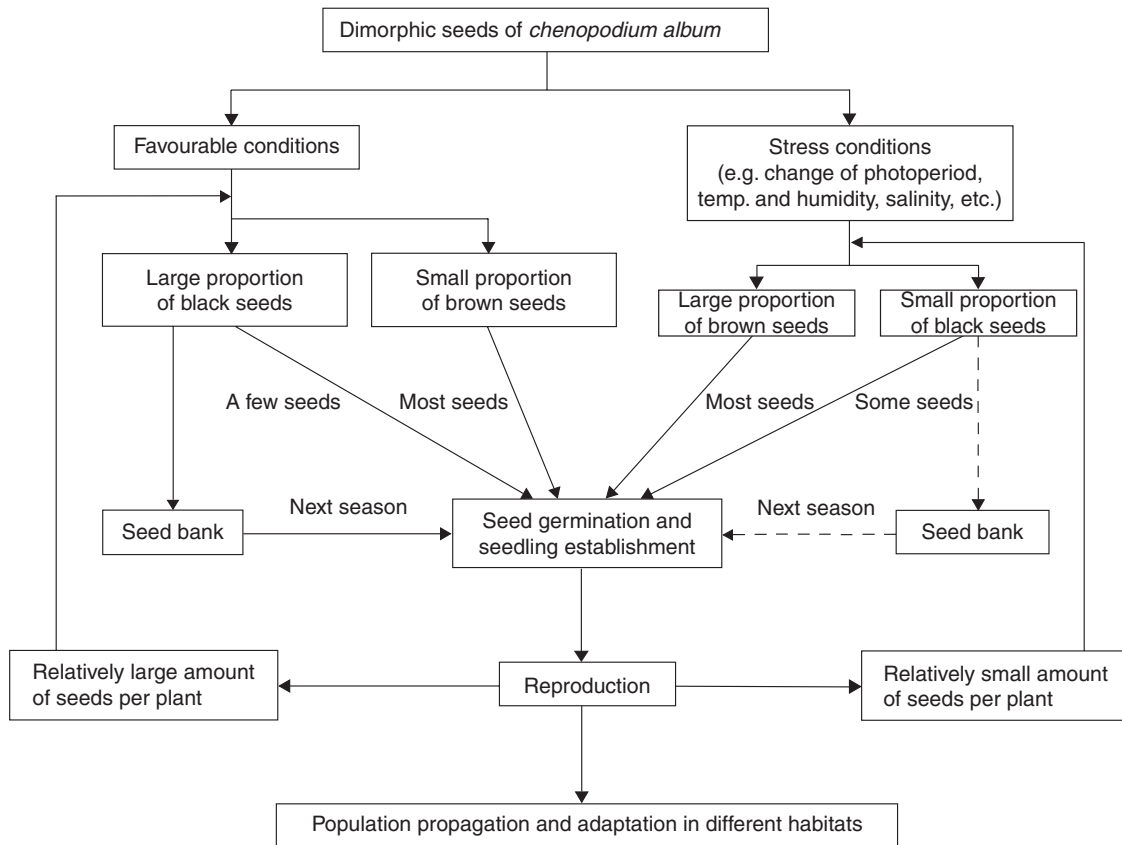 Dimorphic seeds of chenopodium album
Favourable conditions
Stress conditions
(e.g. change of photoperiod,
temp. and humidity, salinity, etc.)
Large proportion
of black seeds
Small proportion
of brown seeds
Large proportion
of brown seeds
Small proportion
of black seeds
A few seeds
Most seeds
Most seeds
Some seeds
Seed bank
Next season
Seed germination and
seedling establishment
Next season
Seed bank
Relatively large amount
of seeds per plant
Reproduction
Relatively small amount
of seeds per plant
Population propagation and adaptation in different habitats